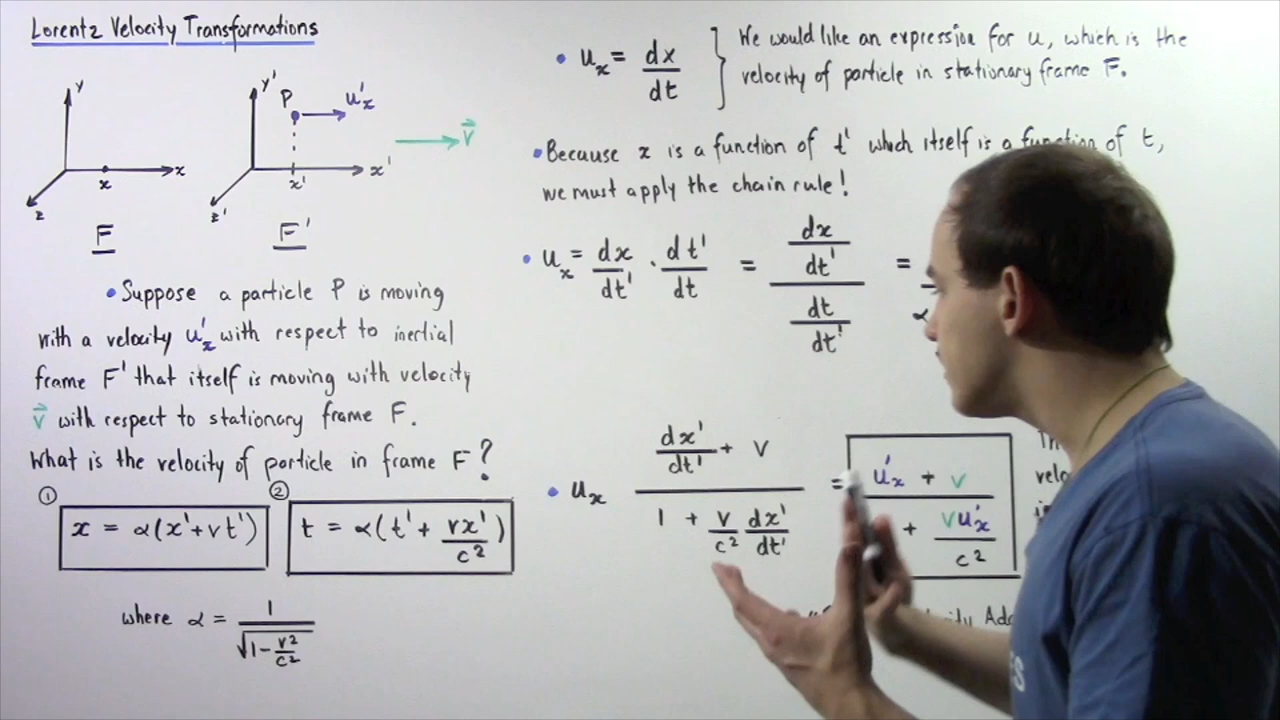 Lorentz Velocity Transformations
y
x
x
z
F
y'
P
u'ₓ
x'
x'
z'
F'
v⃗
• Suppose a particle P is moving
with a velocity u'ₓ with respect to inertial
frame F' that itself is moving with velocity
v⃗ with respect to stationary frame F.
What is the velocity of particle in frame F?
① x = α(x' + vt')
② t = α(t' + vx'/c²)
where α = 1/√(1 - v²/c²)
• uₓ = dx/dt } We would like an expression for u, which is the
velocity of particle in stationary frame F.
• Because x is a function of t' which itself is a function of t,
we must apply the chain rule!
• uₓ = dx/dt' · dt'/dt = (dx/dt')/(dt/dt') =
• uₓ (dx'/dt' + v)/(1 + v/c² dx'/dt') = u'ₓ + v / + vu'ₓ/c²